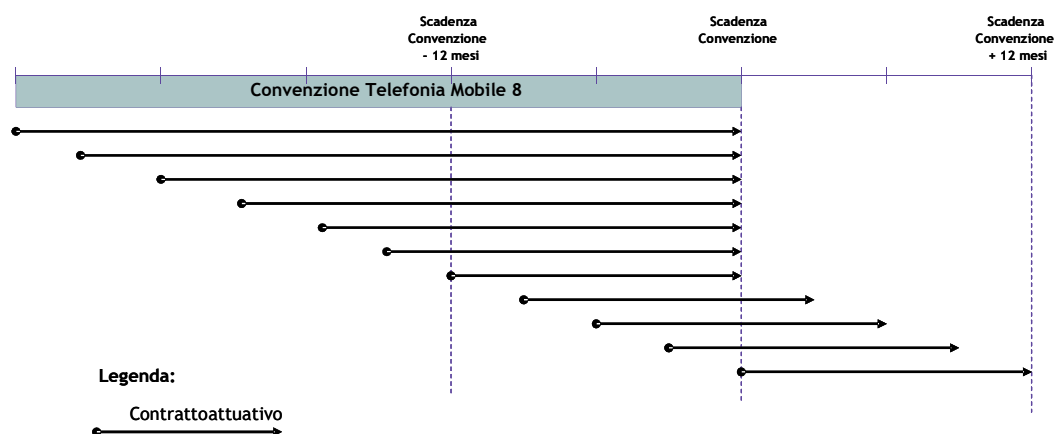 Scadenza
Convenzione
- 12 mesi
Scadenza
Convenzione
Scadenza
Convenzione
+ 12 mesi
Convenzione Telefonia Mobile 8
Legenda:
Contrattoattuativo